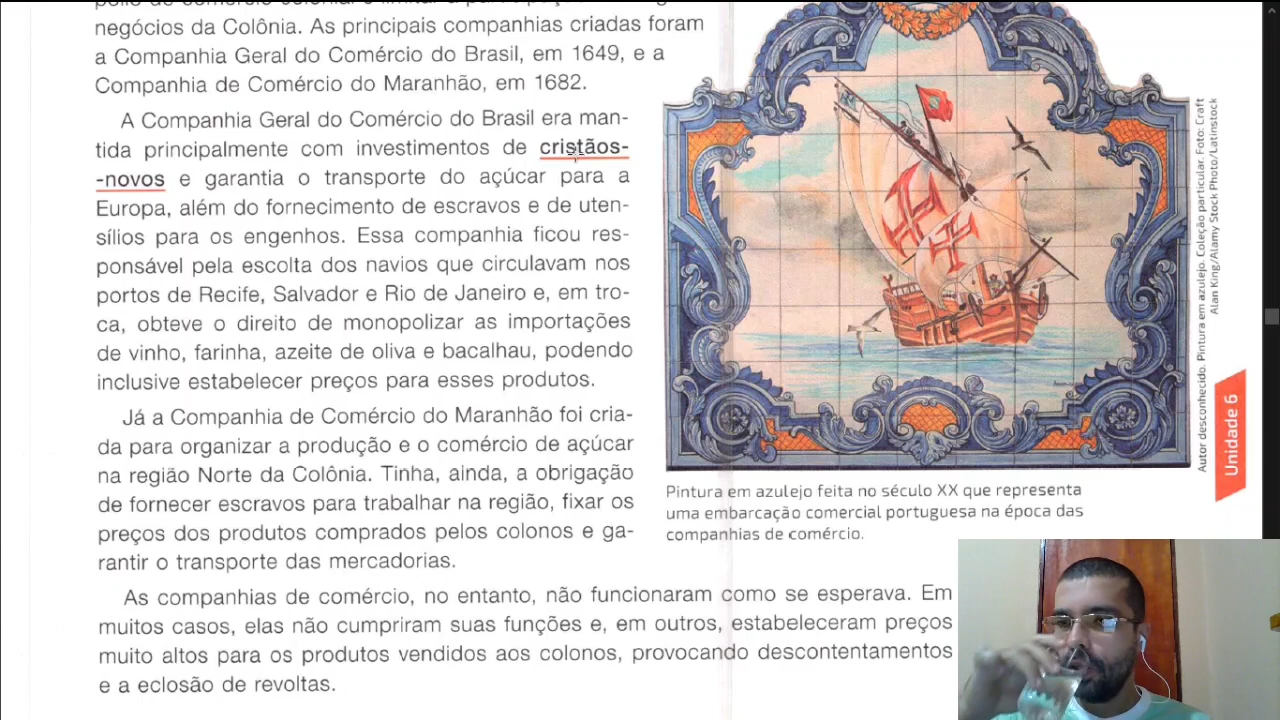 negócios da Colônia. As principais companhias criadas foram
a Companhia Geral do Comércio do Brasil, em 1649, e a
Companhia de Comércio do Maranhão, em 1682.
A Companhia Geral do Comércio do Brasil era man-
tida principalmente com investimentos de cristãos-
-novos e garantia o transporte do açúcar para a
Europa, além do fornecimento de escravos e de uten-
sílios para os engenhos. Essa companhia ficou res-
ponsável pela escolta dos navios que circulavam nos
portos de Recife, Salvador e Rio de Janeiro e, em tro-
ca, obteve o direito de monopolizar as importações
de vinho, farinha, azeite de oliva e bacalhau, podendo
inclusive estabelecer preços para esses produtos.
Já a Companhia de Comércio do Maranhão foi cria-
da para organizar a produção e o comércio de açúcar
na região Norte da Colônia. Tinha, ainda, a obrigação
de fornecer escravos para trabalhar na região, fixar os
preços dos produtos comprados pelos colonos e ga-
rantir o transporte das mercadorias.
As companhias de comércio, no entanto, não funcionaram como se esperava. Em
muitos casos, elas não cumpriram suas funções e, em outros, estabeleceram preços
muito altos para os produtos vendidos aos colonos, provocando descontentamentos
e a eclosão de revoltas.
Pintura em azulejo feita no século XX que representa
uma embarcação comercial portuguesa na época das
companhias de comércio.
Autor desconhecido. Pintura em azulejo. Coleção particular. Foto: Craft
Alan King/Alamy Stock Photo/Latinstock
Unidade 6